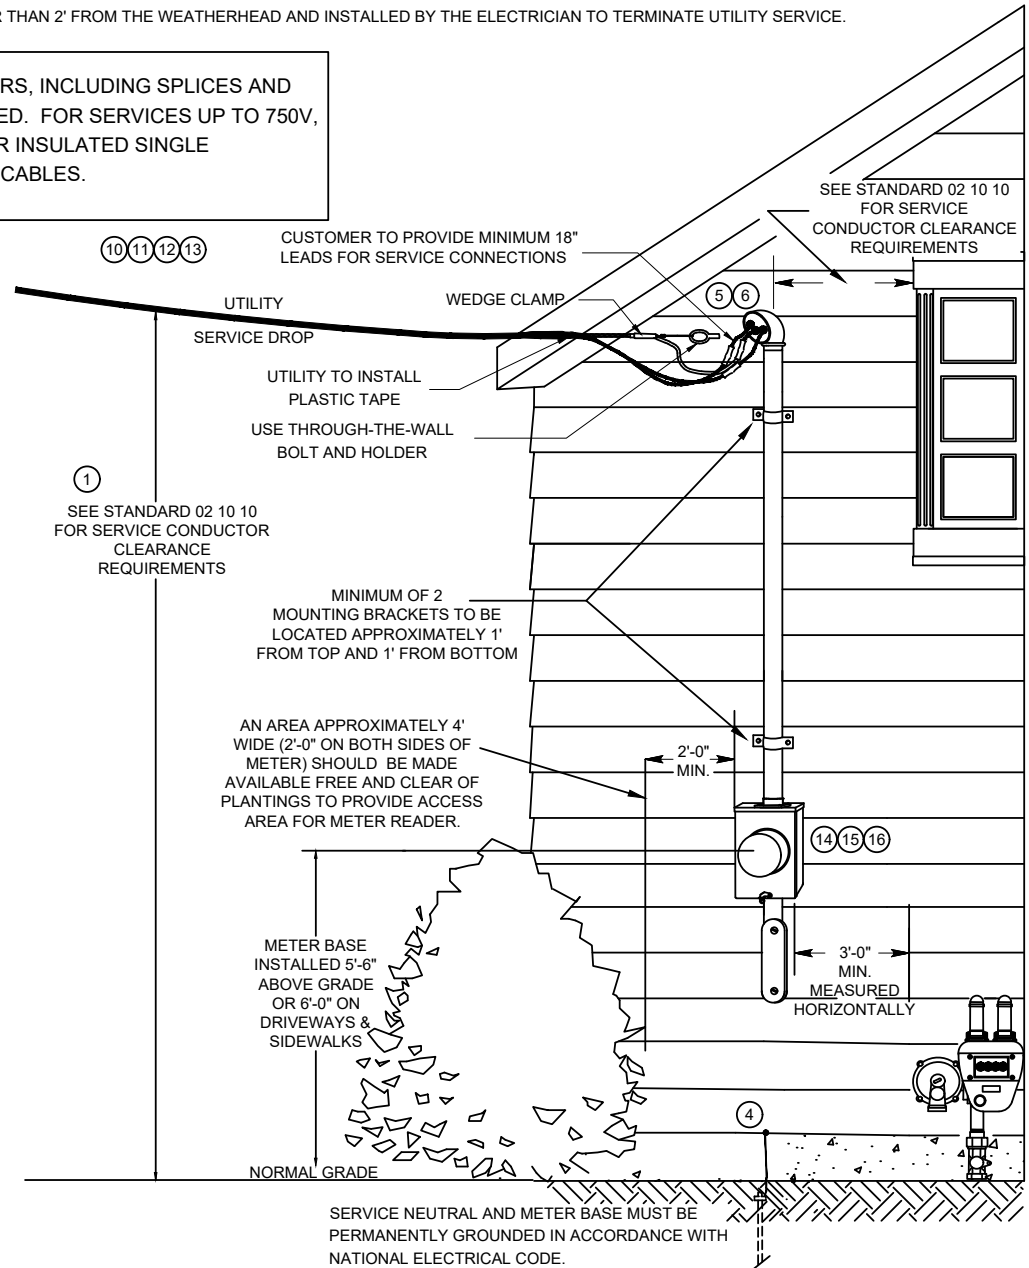 R THAN 2' FROM THE WEATHERHEAD AND INSTALLED BY THE ELECTRICIAN TO TERMINATE UTILITY SERVICE.
RS, INCLUDING SPLICES AND
ED. FOR SERVICES UP TO 750V,
R INSULATED SINGLE
CABLES.
SEE STANDARD 02 10 10
FOR SERVICE
CONDUCTOR CLEARANCE
REQUIREMENTS
10 11 12 13
CUSTOMER TO PROVIDE MINIMUM 18"
LEADS FOR SERVICE CONNECTIONS
UTILITY
SERVICE DROP
WEDGE CLAMP
5 6
UTILITY TO INSTALL
PLASTIC TAPE
USE THROUGH-THE-WALL
BOLT AND HOLDER
1
SEE STANDARD 02 10 10
FOR SERVICE CONDUCTOR
CLEARANCE
REQUIREMENTS
MINIMUM OF 2
MOUNTING BRACKETS TO BE
LOCATED APPROXIMATELY 1'
FROM TOP AND 1' FROM BOTTOM
AN AREA APPROXIMATELY 4'
WIDE (2'-0" ON BOTH SIDES OF
METER) SHOULD BE MADE
AVAILABLE FREE AND CLEAR OF
PLANTINGS TO PROVIDE ACCESS
AREA FOR METER READER.
2'-0"
MIN.
14 15 16
METER BASE
INSTALLED 5'-6"
ABOVE GRADE
OR 6'-0" ON
DRIVEWAYS &
SIDEWALKS
3'-0"
MIN.
MEASURED
HORIZONTALLY
4
NORMAL GRADE
SERVICE NEUTRAL AND METER BASE MUST BE
PERMANENTLY GROUNDED IN ACCORDANCE WITH
NATIONAL ELECTRICAL CODE.